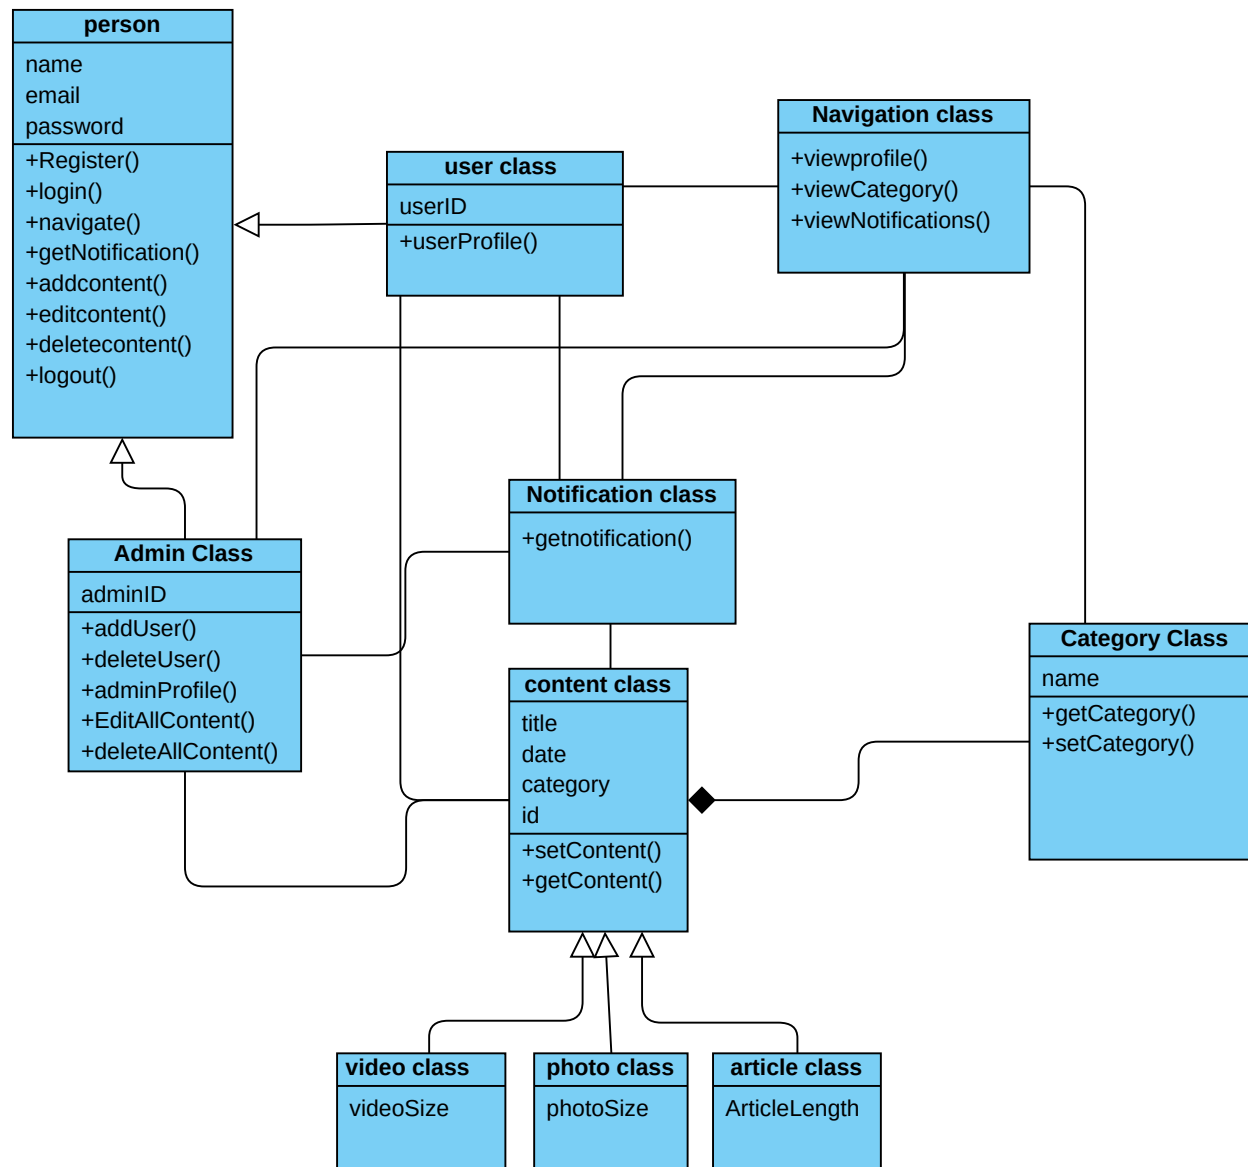 person
name
email
password
+Register()
+login()
+navigate()
+getNotification()
+addcontent()
+editcontent()
+deletecontent()
+logout()
user class
userID
+userProfile()
Navigation class
+viewprofile()
+viewCategory()
+viewNotifications()
Notification class
+getnotification()
Admin Class
adminID
+addUser()
+deleteUser()
+adminProfile()
+EditAllContent()
+deleteAllContent()
content class
title
date
category
id
+setContent()
+getContent()
Category Class
name
+getCategory()
+setCategory()
video class
videoSize
photo class
photoSize
article class
ArticleLength